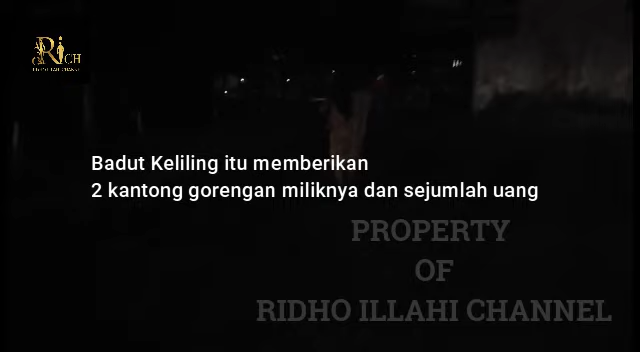 RiCH
Badut Keliling itu memberikan
2 kantong gorengan miliknya dan sejumlah uang
PROPERTY
OF
RIDHO ILLAHI CHANNEL